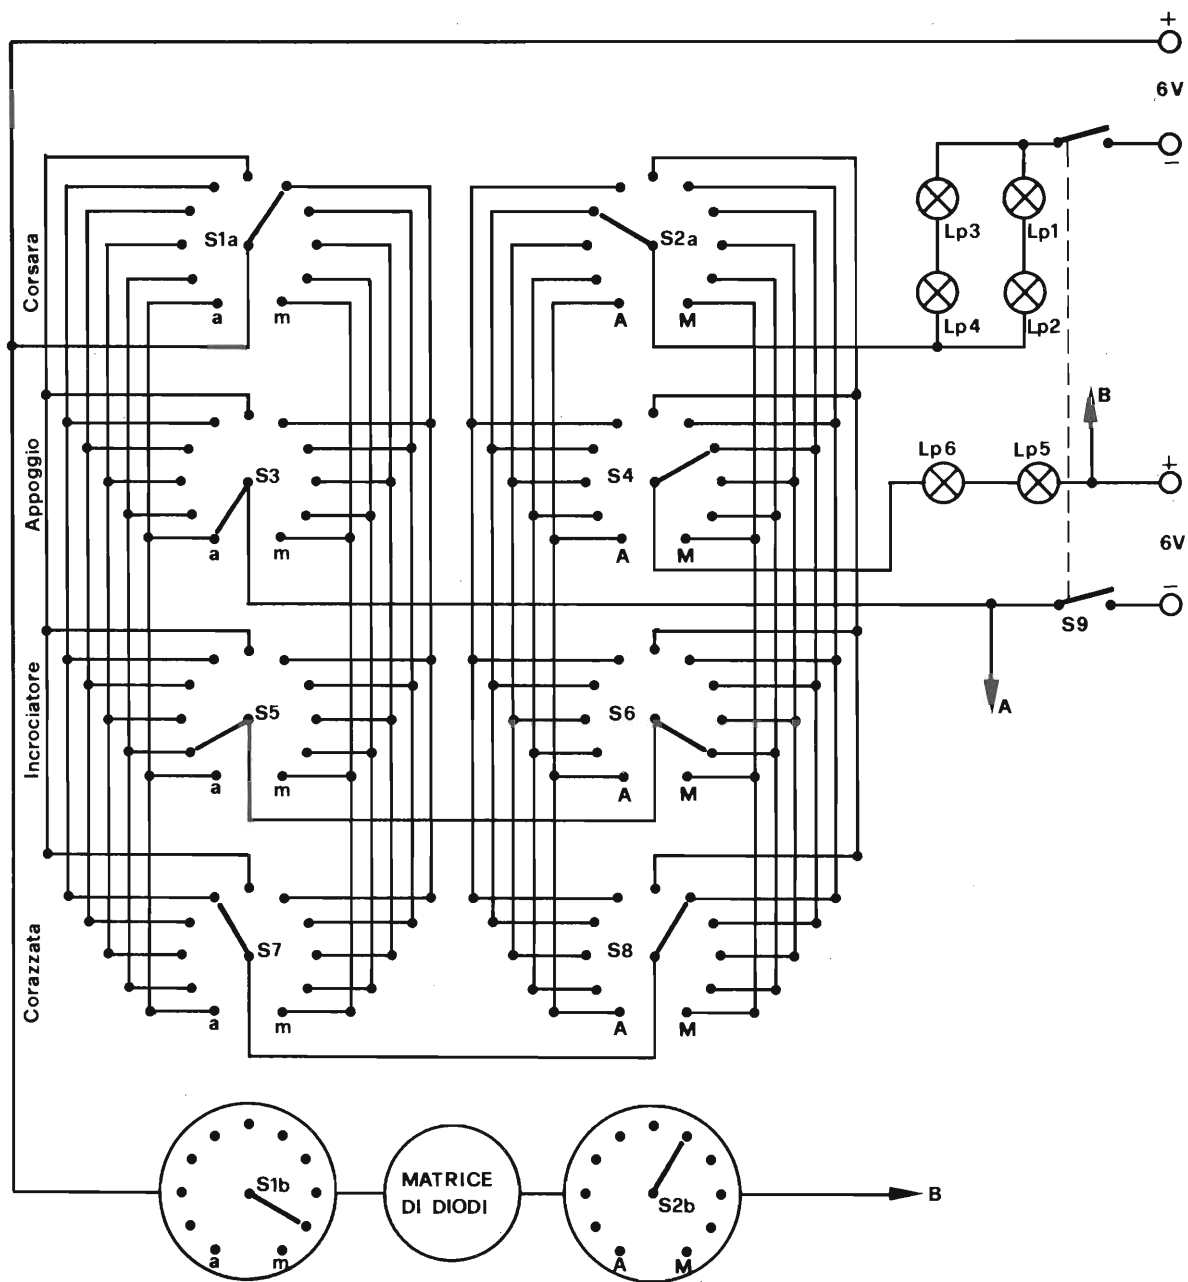 +
6V
−
Corsara
S1a
a
m
S2a
A
M
Lp3
Lp1
Lp4
Lp2
Appoggio
S3
a
m
S4
A
M
Lp6
Lp5
B
+
6V
−
S9
A
Incrociatore
S5
a
m
S6
A
M
Corazzata
S7
a
m
S8
A
M
S1b
a
m
MATRICE
DI DIODI
S2b
A
M
B